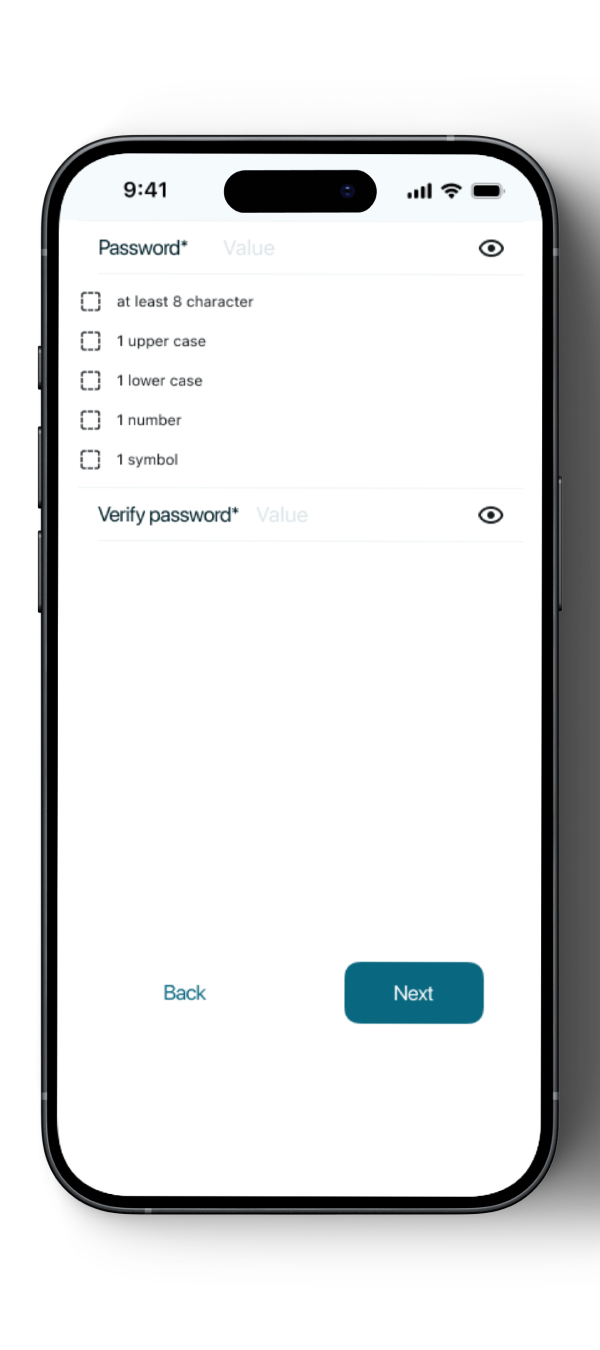 9:41
Password* Value
at least 8 character
1 upper case
1 lower case
1 number
1 symbol
Verify password* Value
Back Next